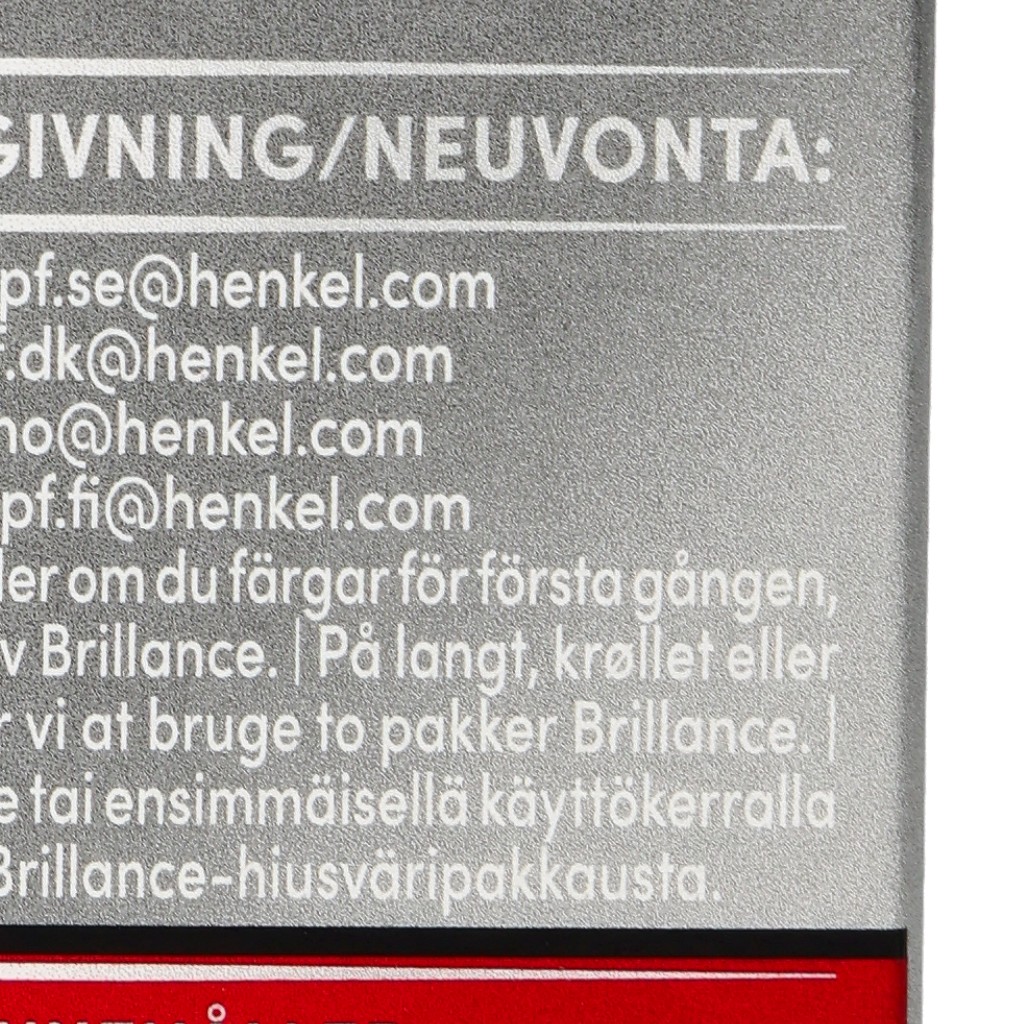 GIVNING/NEUVONTA:
pf.se@henkel.com
f.dk@henkel.com
no@henkel.com
pf.fi@henkel.com
ler om du färgar för första gången,
v Brillance. | På langt, krøllet eller
r vi at bruge to pakker Brillance. |
e tai ensimmäisellä käyttökerralla
Brillance-hiusväripakkausta.